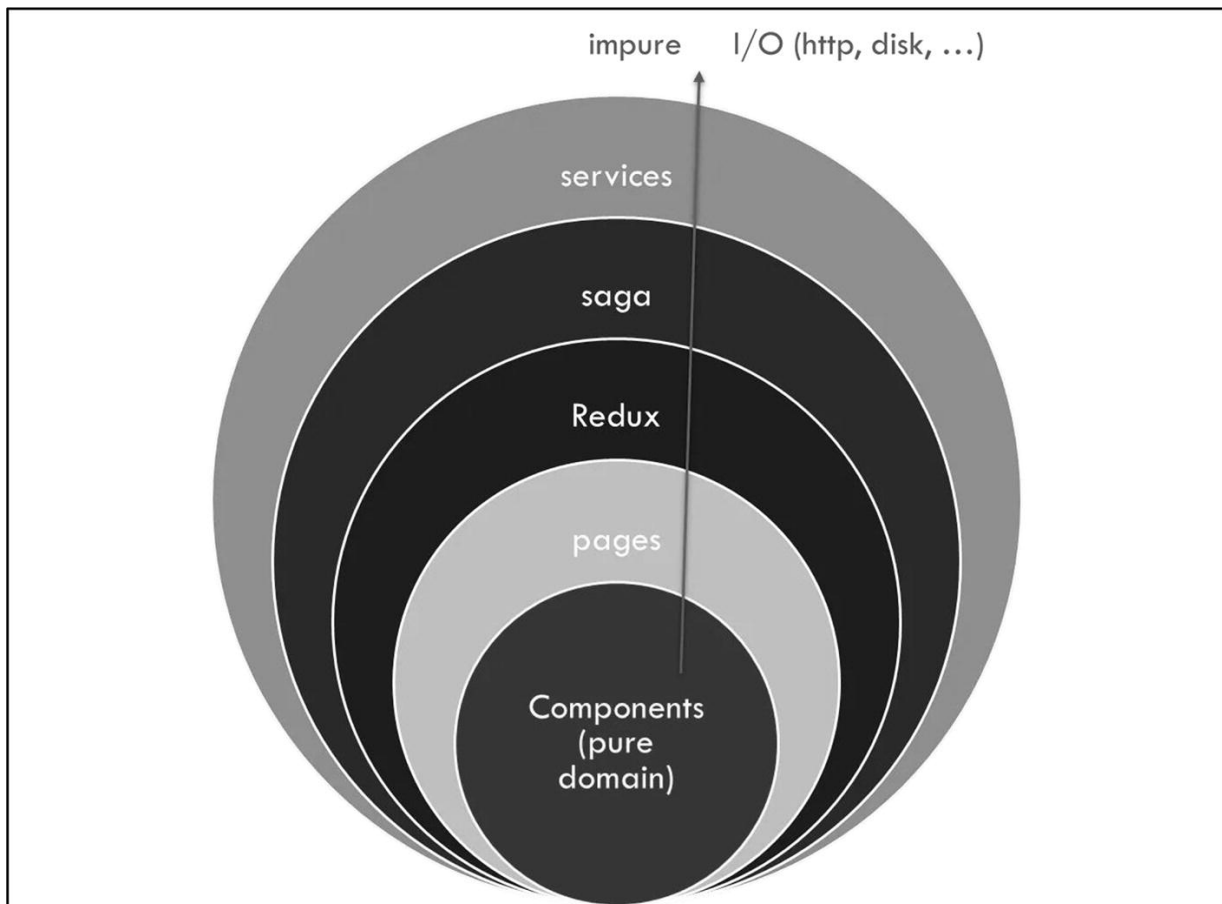 impure I/O (http, disk, ...)
services
saga
Redux
pages
Components
(pure
domain)